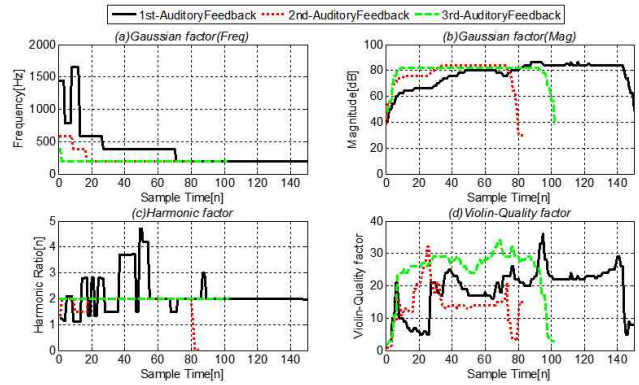 1st-AuditoryFeedback 2nd-AuditoryFeedback 3rd-AuditoryFeedback
(a)Gaussian factor(Freq)
Frequency[Hz]
2000
1500
1000
500
0
0 20 40 60 80 100 120 140
Sample Time[n]
(b)Gaussian factor(Mag)
Magnitude[dB]
100
80
60
40
20
0
0 20 40 60 80 100 120 140
Sample Time[n]
(c)Harmonic factor
Harmonic Ratio[n]
5
4
3
2
1
0
0 20 40 60 80 100 120 140
Sample Time[n]
(d)Violin-Quality factor
Violin-Quality factor
40
30
20
10
0
0 20 40 60 80 100 120 140
Sample Time[n]